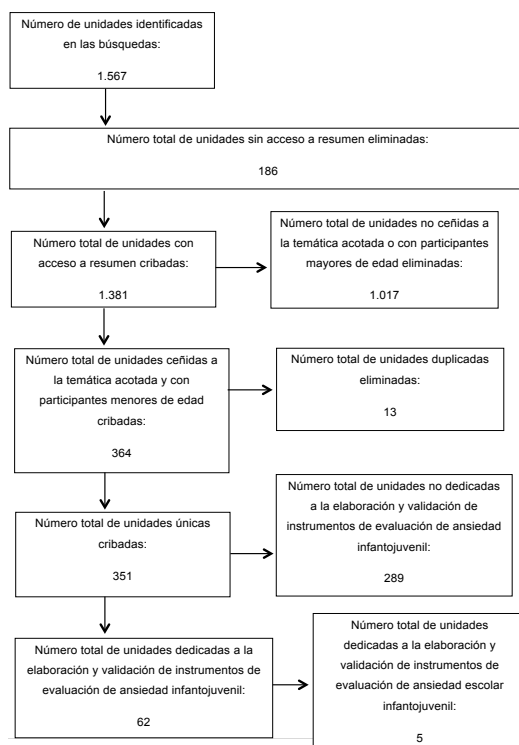 Número de unidades identificadas
en las búsquedas:
1.567
Número total de unidades sin acceso a resumen eliminadas:
186
Número total de unidades con
acceso a resumen cribadas:
1.381
Número total de unidades no ceñidas a
la temática acotada o con participantes
mayores de edad eliminadas:
1.017
Número total de unidades ceñidas a
la temática acotada y con
participantes menores de edad
cribadas:
364
Número total de unidades duplicadas
eliminadas:
13
Número total de unidades únicas
cribadas:
351
Número total de unidades no dedicadas
a la elaboración y validación de
instrumentos de evaluación de ansiedad
infantojuvenil:
289
Número total de unidades dedicadas a la
elaboración y validación de instrumentos de
evaluación de ansiedad infantojuvenil:
62
Número total de unidades
dedicadas a la elaboración y
validación de instrumentos de
evaluación de ansiedad escolar
infantojuvenil:
5